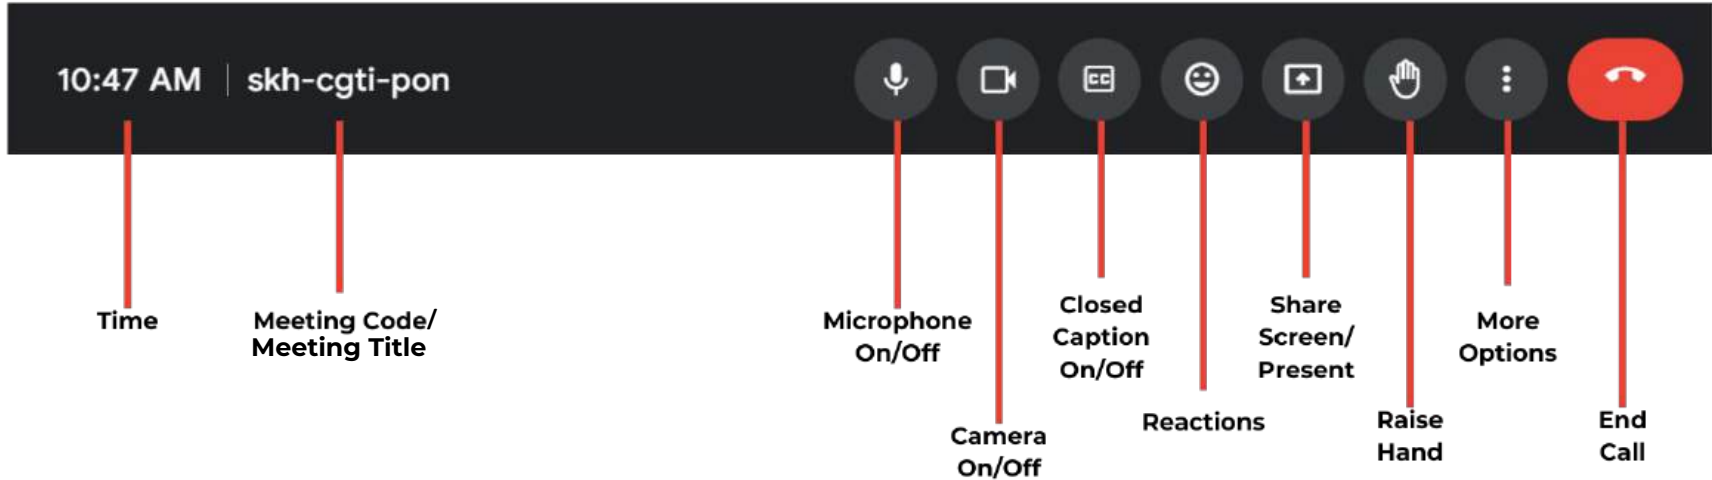 10:47 AM | skh-cgti-pon
CC
Time
Meeting Code/
Meeting Title
Microphone
On/Off
Camera
On/Off
Closed
Caption
On/Off
Reactions
Share
Screen/
Present
Raise
Hand
More
Options
End
Call